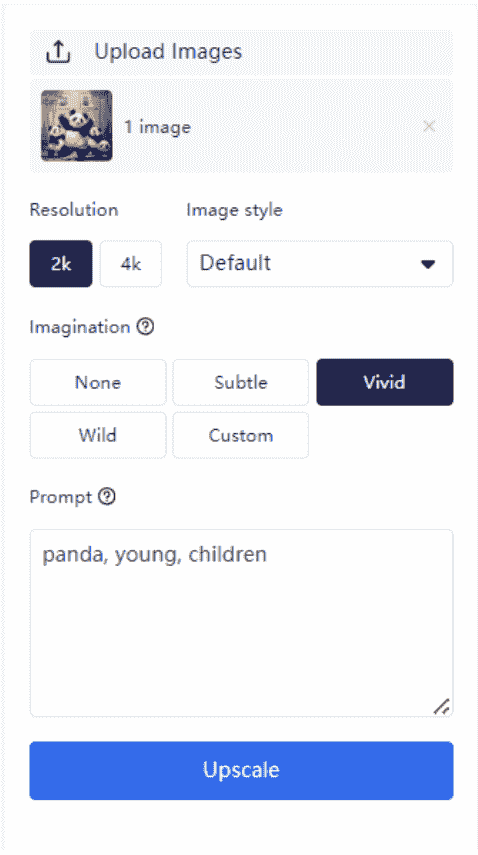 Upload Images
1 image
Resolution Image style
2k 4k Default
Imagination
None Subtle Vivid
Wild Custom
Prompt
panda, young, children
Upscale